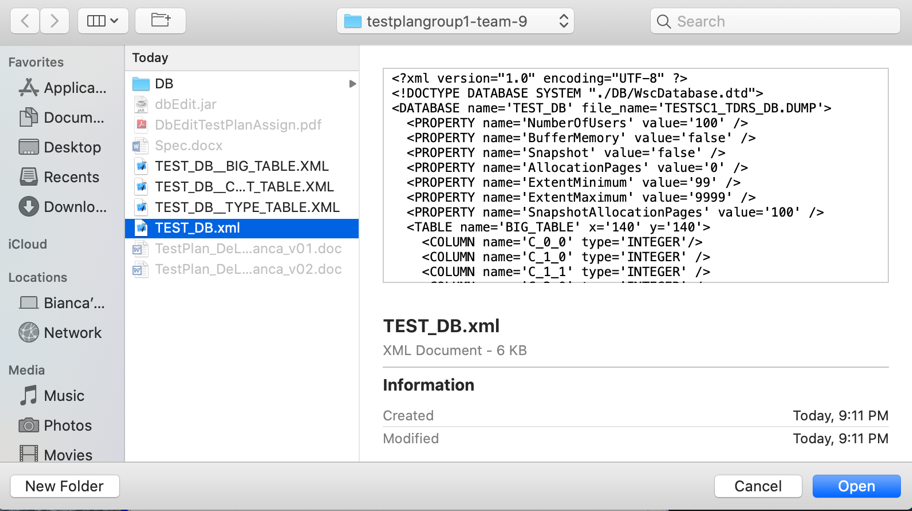 testplangroup1-team-9
Search
Favorites
Applica...
Docum...
Desktop
Recents
Downlo...
iCloud
Locations
Bianca'...
Network
Media
Music
Photos
Movies
Today
DB
dbEdit.jar
DbEditTestPlanAssign.pdf
Spec.docx
TEST_DB__BIG_TABLE.XML
TEST_DB__C...T_TABLE.XML
TEST_DB__TYPE_TABLE.XML
TEST_DB.xml
TestPlan_DeL...anca_v01.doc
TestPlan_DeL...anca_v02.doc
<?xml version="1.0" encoding="UTF-8" ?>
<!DOCTYPE DATABASE SYSTEM "./DB/WscDatabase.dtd">
<DATABASE name='TEST_DB' file_name='TESTSC1_TDRS_DB.DUMP'>
<PROPERTY name='NumberOfUsers' value='100' />
<PROPERTY name='BufferMemory' value='false' />
<PROPERTY name='Snapshot' value='false' />
<PROPERTY name='AllocationPages' value='0' />
<PROPERTY name='ExtentMinimum' value='99' />
<PROPERTY name='ExtentMaximum' value='9999' />
<PROPERTY name='SnapshotAllocationPages' value='100' />
<TABLE name='BIG_TABLE' x='140' y='140'>
<COLUMN name='C_0_0' type='INTEGER'/>
<COLUMN name='C_1_0' type='INTEGER' />
<COLUMN name='C_1_1' type='INTEGER' />
TEST_DB.xml
XML Document - 6 KB
Information
Created Today, 9:11 PM
Modified Today, 9:11 PM
New Folder
Cancel
Open